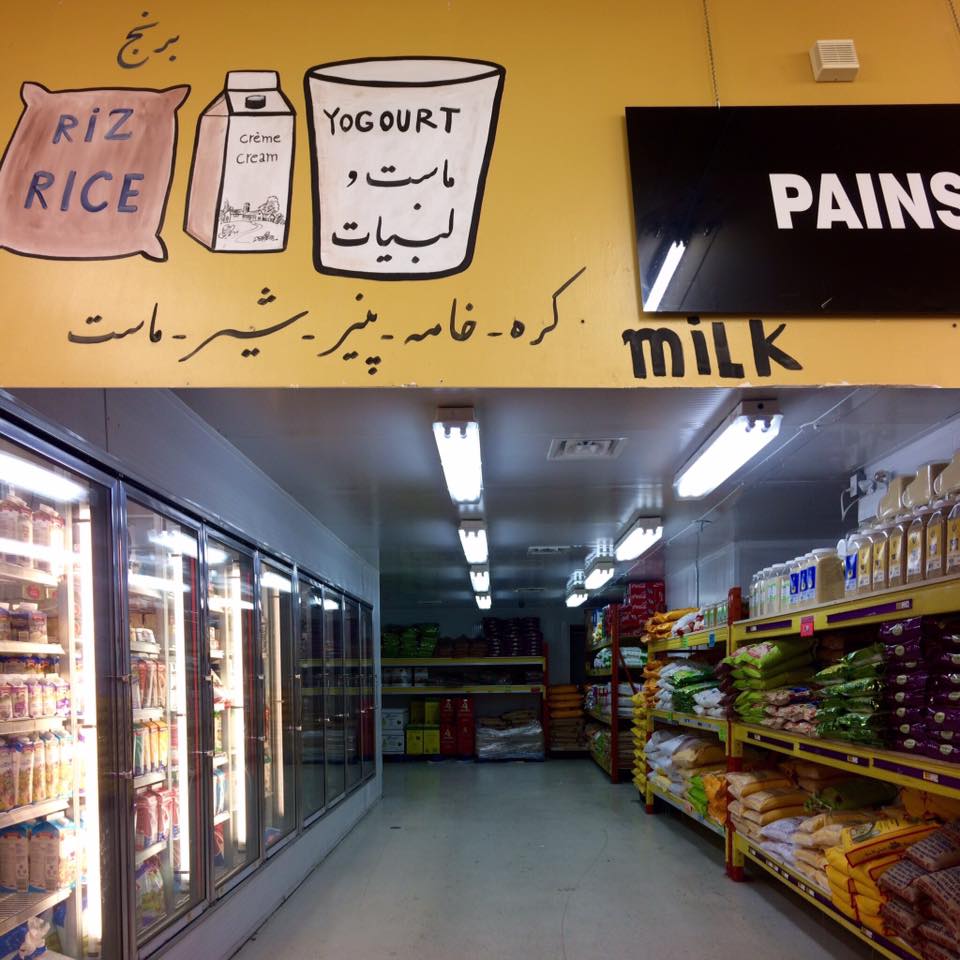 برنج
RiZ
RICE
crème
cream
YOGOURT
ماست و
لبنیات
PAINS
کره - خامه - پنیر - شیر - ماست
miLK